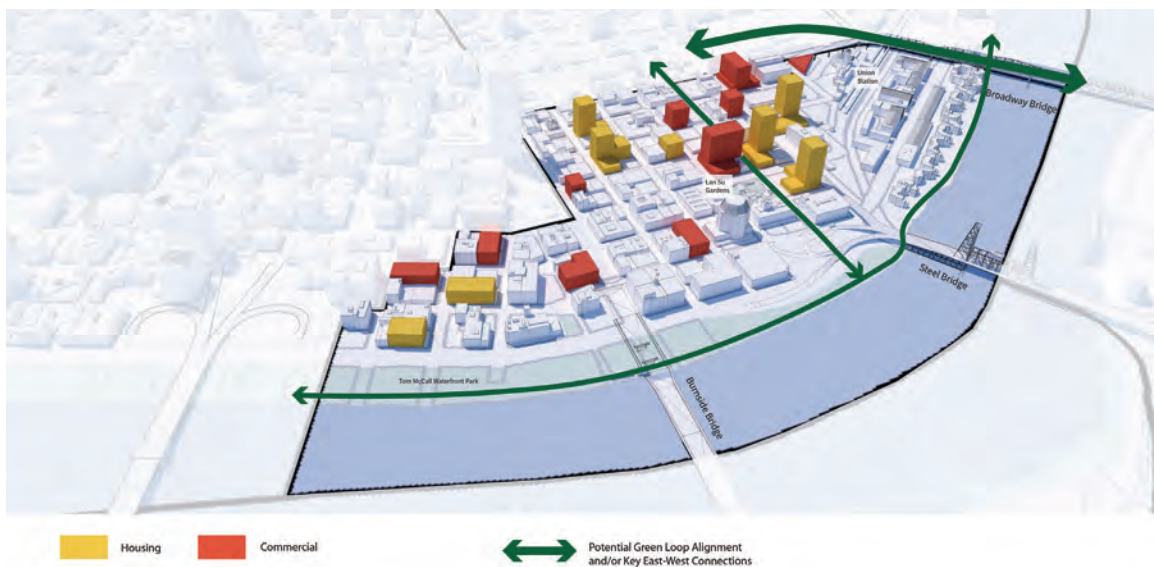 Union
Station
Broadway Bridge
Lan Su
Gardens
Steel Bridge
Tom McCall Waterfront Park
Burnside Bridge
Housing
Commercial
Potential Green Loop Alignment
and/or Key East-West Connections